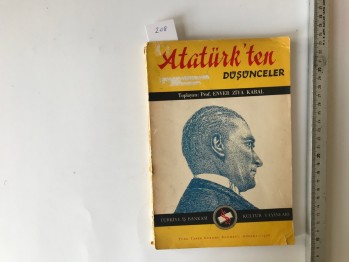 208
Atatürk'ten
DÜŞÜNCELER
Toplayan: Prof. ENVER ZİYA KARAL
TÜRKİYE İŞ BANKASI KÜLTÜR YAYINLARI